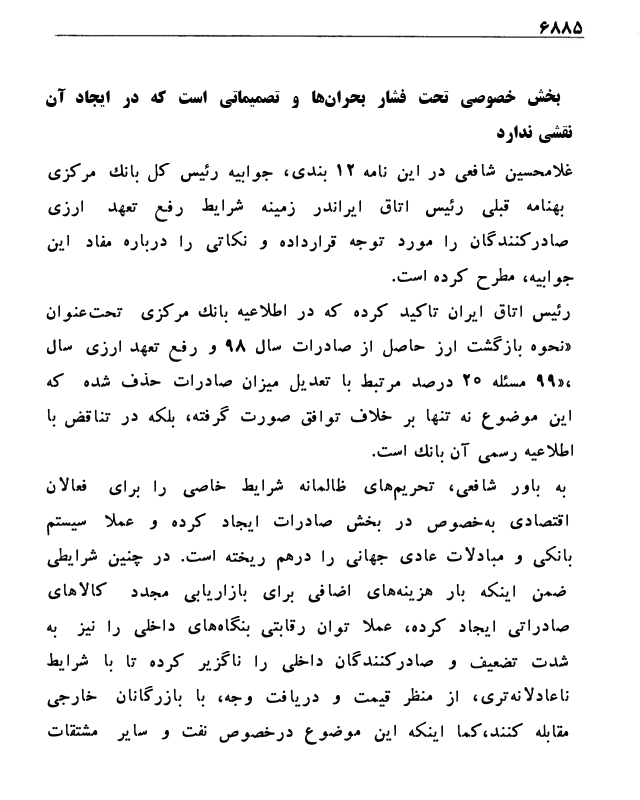 ۶۸۸۵
بخش خصوصی تحت فشار بحران‌ها و تصمیماتی است که در ایجاد آن
نقشی ندارد
غلامحسین شافعی در این نامه ۱۲ بندی، جوابیه رئیس کل بانك مرکزی
بهنامه قبلی رئیس اتاق ایراندر زمینه شرایط رفع تعهد ارزی
صادرکنندگان را مورد توجه قرارداده و نکاتی را درباره مفاد این
جوابیه، مطرح کرده است.
رئیس اتاق ایران تاکید کرده که در اطلاعیه بانك مرکزی تحت‌عنوان
«نحوه بازگشت ارز حاصل از صادرات سال ۹۸ و رفع تعهد ارزی سال
۹۹»، مسئله ۲۰ درصد مرتبط با تعدیل میزان صادرات حذف شده که
این موضوع نه تنها بر خلاف توافق صورت گرفته، بلکه در تناقض با
اطلاعیه رسمی آن بانك است.
به باور شافعی، تحریم‌های ظالمانه شرایط خاصی را برای فعالان
اقتصادی به‌خصوص در بخش صادرات ایجاد کرده و عملا سیستم
بانکی و مبادلات عادی جهانی را درهم ریخته است. در چنین شرایطی
ضمن اینکه بار هزینه‌های اضافی برای بازاریابی مجدد کالاهای
صادراتی ایجاد کرده، عملا توان رقابتی بنگاه‌های داخلی را نیز به
شدت تضعیف و صادرکنندگان داخلی را ناگزیر کرده تا با شرایط
ناعادلانه‌تری، از منظر قیمت و دریافت وجه، با بازرگانان خارجی
مقابله کنند،کما اینکه این موضوع درخصوص نفت و سایر مشتقات